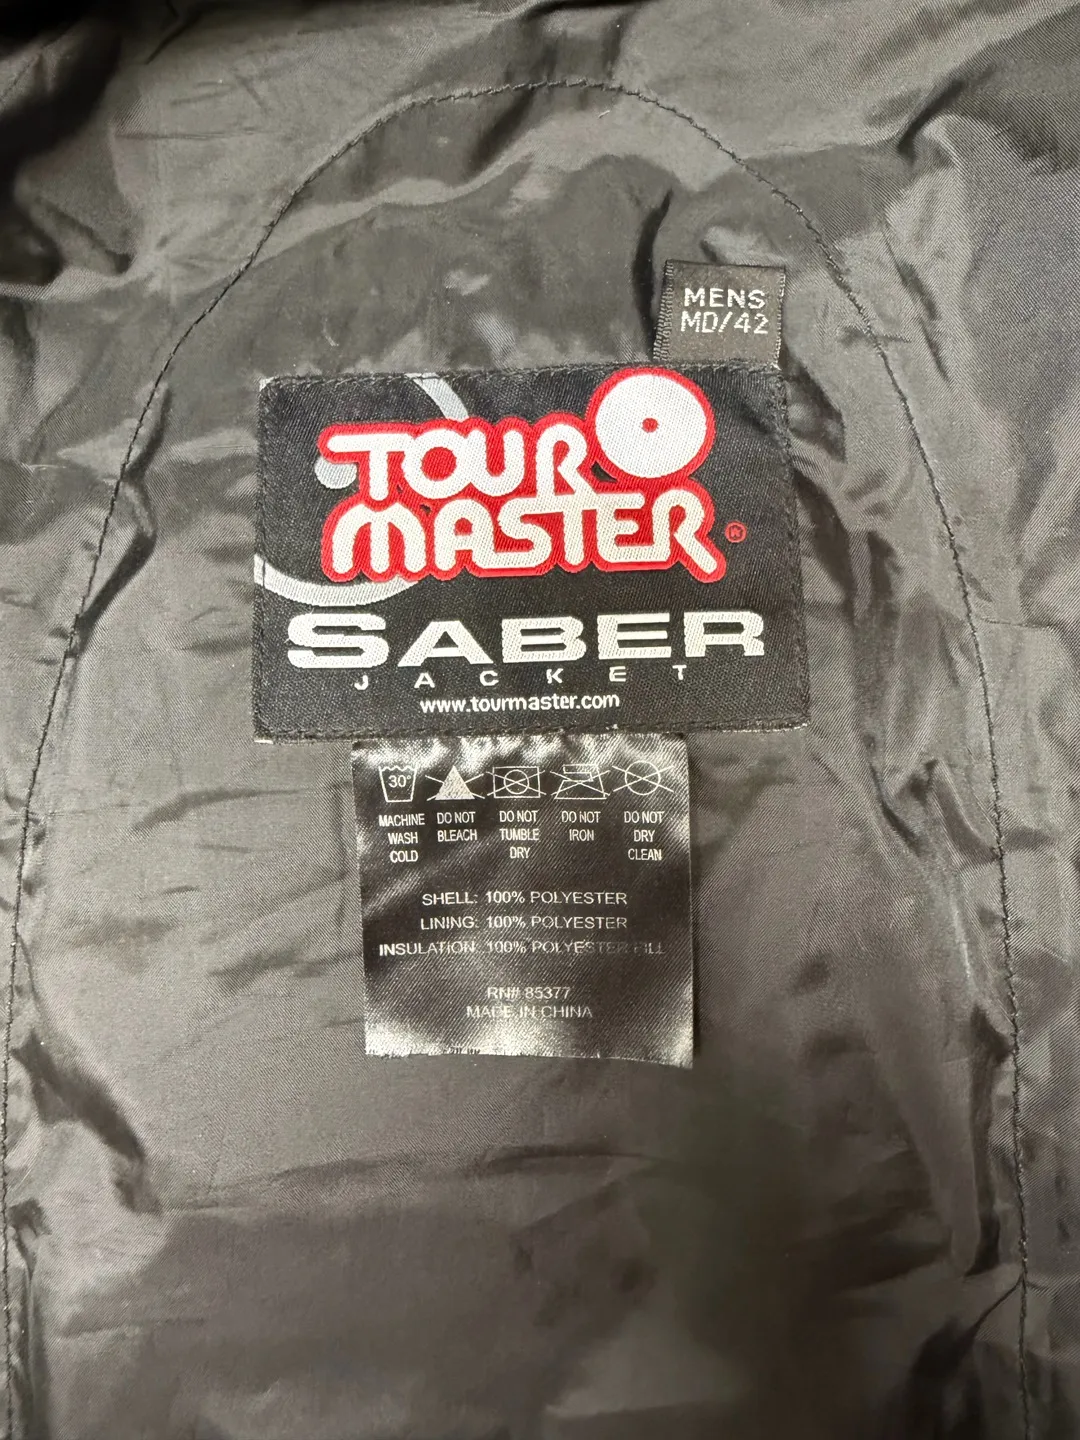 MENS
MD/42
TOUR
MASTER®
SABER
JACKET
www.tourmaster.com
30°
MACHINE WASH COLD
DO NOT BLEACH
DO NOT TUMBLE DRY
DO NOT IRON
DO NOT DRY CLEAN
SHELL: 100% POLYESTER
LINING: 100% POLYESTER
INSULATION: 100% POLYESTER FILL
RN# 85377
MADE IN CHINA